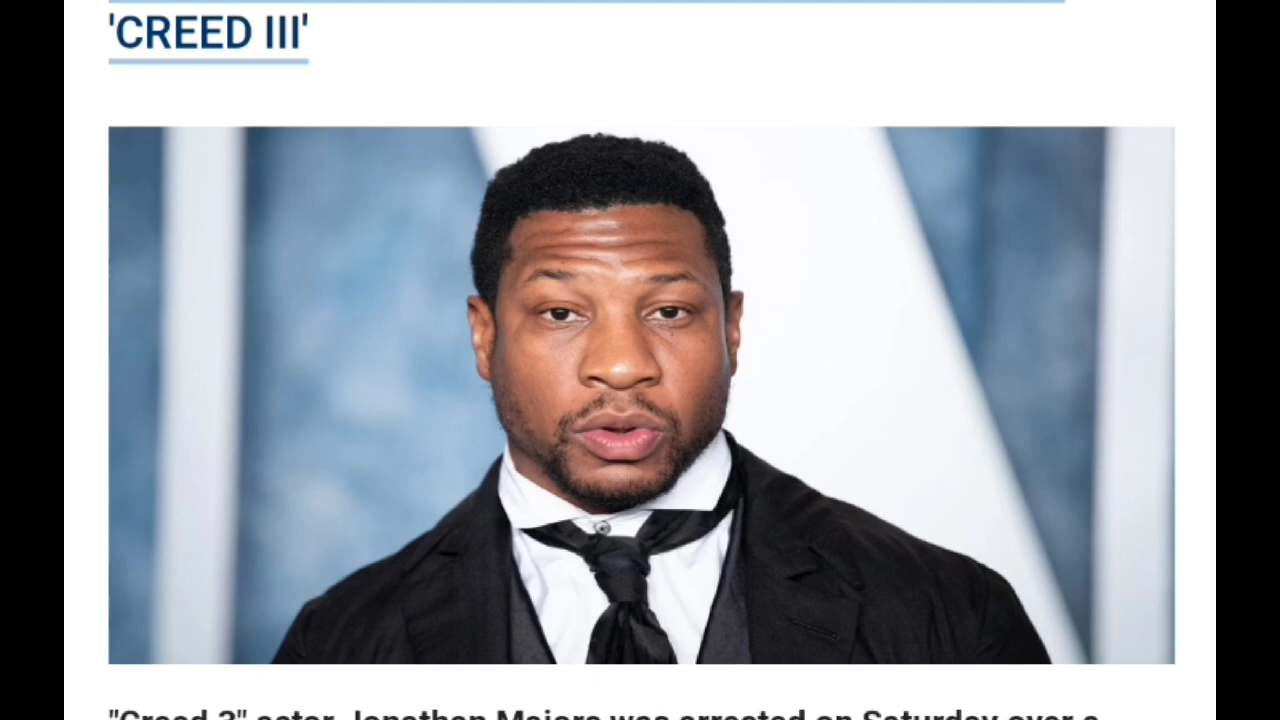 'CREED III'
"Creed 3" actor Jonathan Majors was arrested on Saturday over a